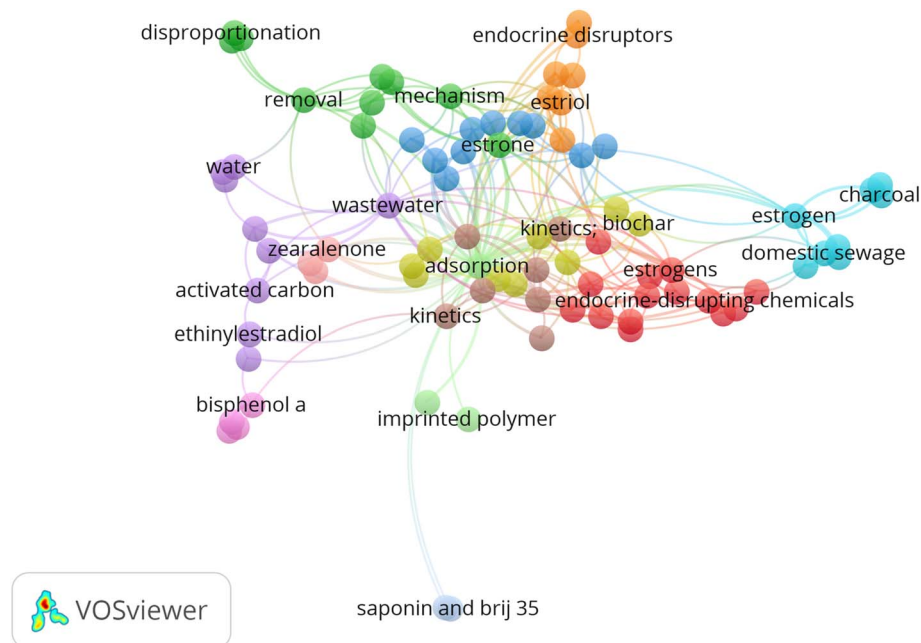 disproportionation
endocrine disruptors
removal
mechanism
estriol
estrone
water
charcoal
wastewater
estrogen
kinetics;
biochar
zearalenone
domestic sewage
adsorption
estrogens
activated carbon
endocrine-disrupting chemicals
kinetics
ethinylestradiol
bisphenol a
imprinted polymer
saponin and brij 35
VOSviewer